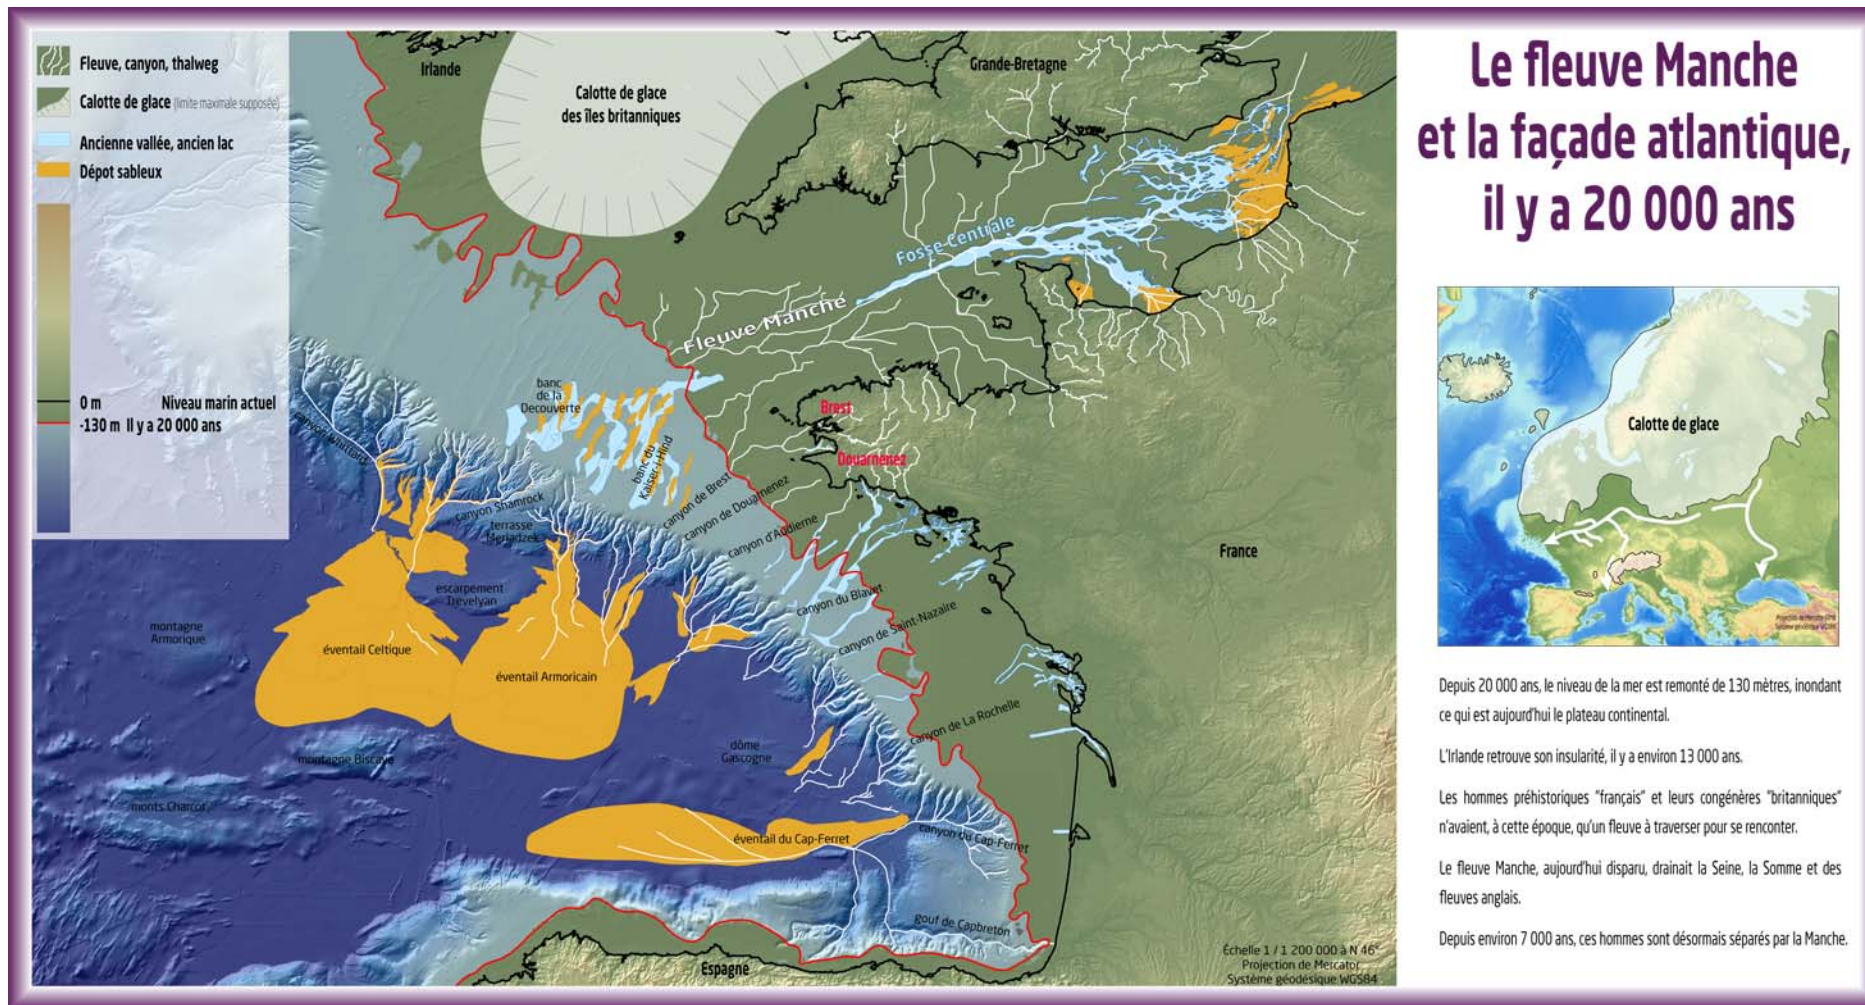 Le fleuve Manche
et la façade atlantique,
il y a 20 000 ans
Fleuve, canyon, thalweg
Calotte de glace (limite maximale supposée)
Ancienne vallée, ancien lac
Dépot sableux
0 m Niveau marin actuel
-130 m Il y a 20 000 ans
Irlande
Calotte de glace
des îles britanniques
Grande-Bretagne
Fosse Centrale
Fleuve Manche
banc
de la
Decouverte
banc du
Kaiser-I-Hind
Brest
Douarnenez
canyon Whittard
canyon Shamrock
terrasse
Meriadzek
canyon de Brest
canyon de Douarnenez
canyon d'Audierne
escarpement
Trevelyan
canyon du Blavet
canyon de Saint-Nazaire
France
montagne
Armorique
éventail Celtique
éventail Armoricain
canyon de La Rochelle
dôme
Gascogne
montagne Biscaye
monts Charcot
éventail du Cap-Ferret
canyon du Cap-Ferret
gouf de Capbreton
Espagne
Échelle 1 / 1 200 000 à N 46°
Projection de Mercator
Système géodésique WGS84
Calotte de glace
Depuis 20 000 ans, le niveau de la mer est remonté de 130 mètres, inondant
ce qui est aujourd'hui le plateau continental.
L'Irlande retrouve son insularité, il y a environ 13 000 ans.
Les hommes préhistoriques "français" et leurs congénères "britanniques"
n'avaient, à cette époque, qu'un fleuve à traverser pour se renconter.
Le fleuve Manche, aujourd'hui disparu, drainait la Seine, la Somme et des
fleuves anglais.
Depuis environ 7 000 ans, ces hommes sont désormais séparés par la Manche.